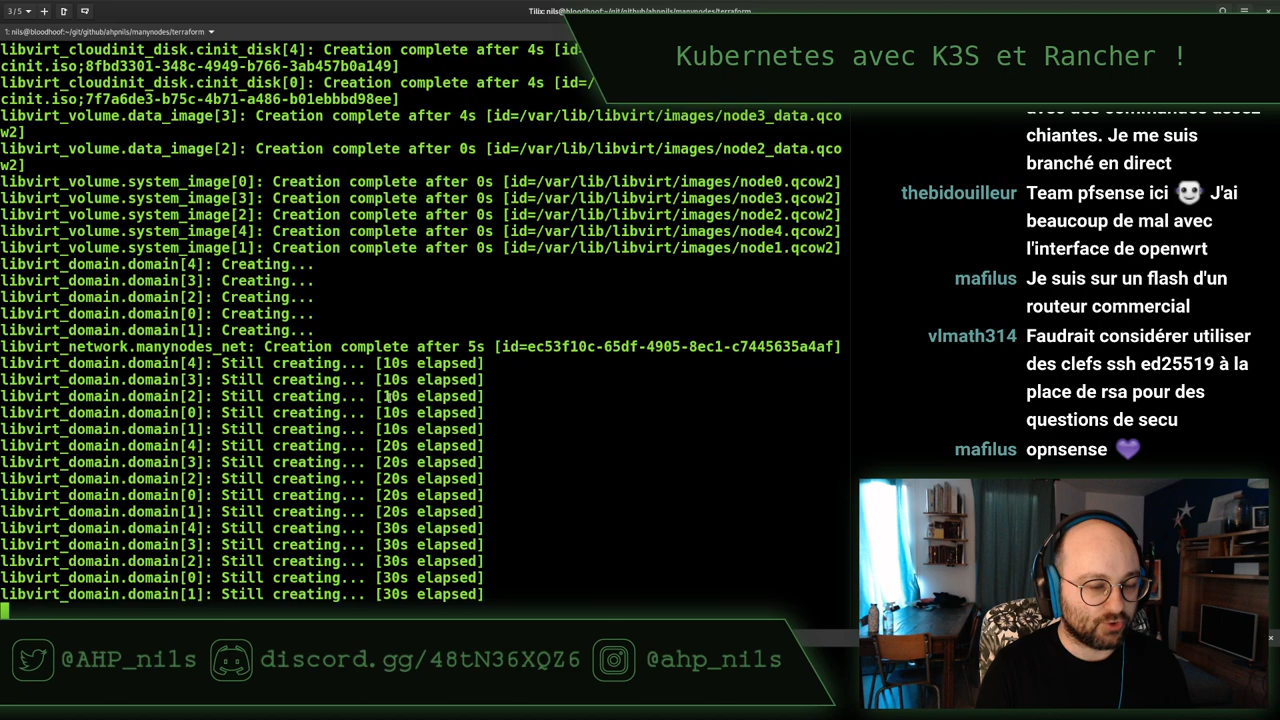 3 / 5
Tilix: nils@bloodhoof:~/git/github/ahpnils/manynodes/terraform
1: nils@bloodhoof:~/git/github/ahpnils/manynodes/terraform
libvirt_cloudinit_disk.cinit_disk[4]: Creation complete after 4s [id=
cinit.iso;8fbd3301-348c-4949-b766-3ab457b0a149]
libvirt_cloudinit_disk.cinit_disk[0]: Creation complete after 4s [id=/
cinit.iso;7f7a6de3-b75c-4b71-a486-b01ebbbd98ee]
libvirt_volume.data_image[3]: Creation complete after 4s [id=/var/lib/libvirt/images/node3_data.qco
w2]
libvirt_volume.data_image[2]: Creation complete after 0s [id=/var/lib/libvirt/images/node2_data.qco
w2]
libvirt_volume.system_image[0]: Creation complete after 0s [id=/var/lib/libvirt/images/node0.qcow2]
libvirt_volume.system_image[3]: Creation complete after 0s [id=/var/lib/libvirt/images/node3.qcow2]
libvirt_volume.system_image[2]: Creation complete after 0s [id=/var/lib/libvirt/images/node2.qcow2]
libvirt_volume.system_image[4]: Creation complete after 0s [id=/var/lib/libvirt/images/node4.qcow2]
libvirt_volume.system_image[1]: Creation complete after 0s [id=/var/lib/libvirt/images/node1.qcow2]
libvirt_domain.domain[4]: Creating...
libvirt_domain.domain[3]: Creating...
libvirt_domain.domain[2]: Creating...
libvirt_domain.domain[0]: Creating...
libvirt_domain.domain[1]: Creating...
libvirt_network.manynodes_net: Creation complete after 5s [id=ec53f10c-65df-4905-8ec1-c7445635a4af]
libvirt_domain.domain[4]: Still creating... [10s elapsed]
libvirt_domain.domain[3]: Still creating... [10s elapsed]
libvirt_domain.domain[2]: Still creating... [10s elapsed]
libvirt_domain.domain[0]: Still creating... [10s elapsed]
libvirt_domain.domain[1]: Still creating... [10s elapsed]
libvirt_domain.domain[4]: Still creating... [20s elapsed]
libvirt_domain.domain[3]: Still creating... [20s elapsed]
libvirt_domain.domain[2]: Still creating... [20s elapsed]
libvirt_domain.domain[0]: Still creating... [20s elapsed]
libvirt_domain.domain[1]: Still creating... [20s elapsed]
libvirt_domain.domain[4]: Still creating... [30s elapsed]
libvirt_domain.domain[3]: Still creating... [30s elapsed]
libvirt_domain.domain[2]: Still creating... [30s elapsed]
libvirt_domain.domain[0]: Still creating... [30s elapsed]
libvirt_domain.domain[1]: Still creating... [30s elapsed]
Kubernetes avec K3S et Rancher !
avec des commandes assez
chiantes. Je me suis
branché en direct
thebidouilleur Team pfsense ici J'ai
beaucoup de mal avec
l'interface de openwrt
mafilus Je suis sur un flash d'un
routeur commercial
vlmath314 Faudrait considérer utiliser
des clefs ssh ed25519 à la
place de rsa pour des
questions de secu
mafilus opnsense 💜
@AHP_nils discord.gg/48tN36XQZ6 @ahp_nils